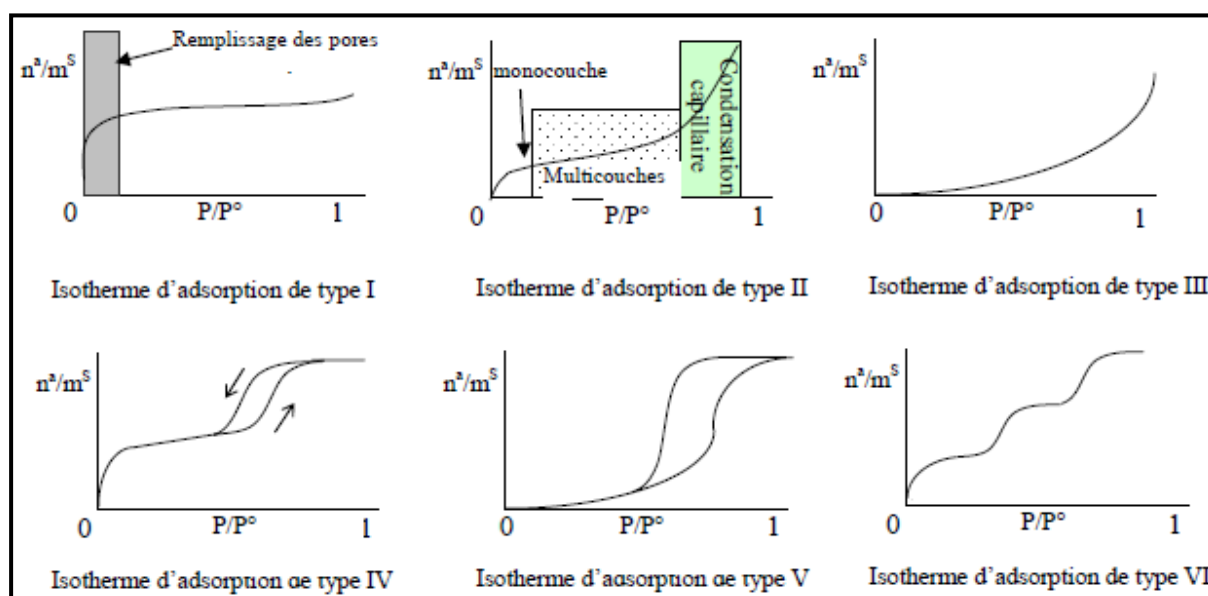 Remplissage des pores
nᵃ/mˢ
0
P/P°
1
Isotherme d'adsorption de type I
nᵃ/mˢ
monocouche
Multicouches
Condensation
capillaire
0
P/P°
1
Isotherme d'adsorption de type II
nᵃ/mˢ
0
P/P°
1
Isotherme d'adsorption de type III
nᵃ/mˢ
0
P/P°
1
Isotherme d'adsorption de type IV
nᵃ/mˢ
0
P/P°
1
Isotherme d'adsorption de type V
nᵃ/mˢ
0
P/P°
1
Isotherme d'adsorption de type VI